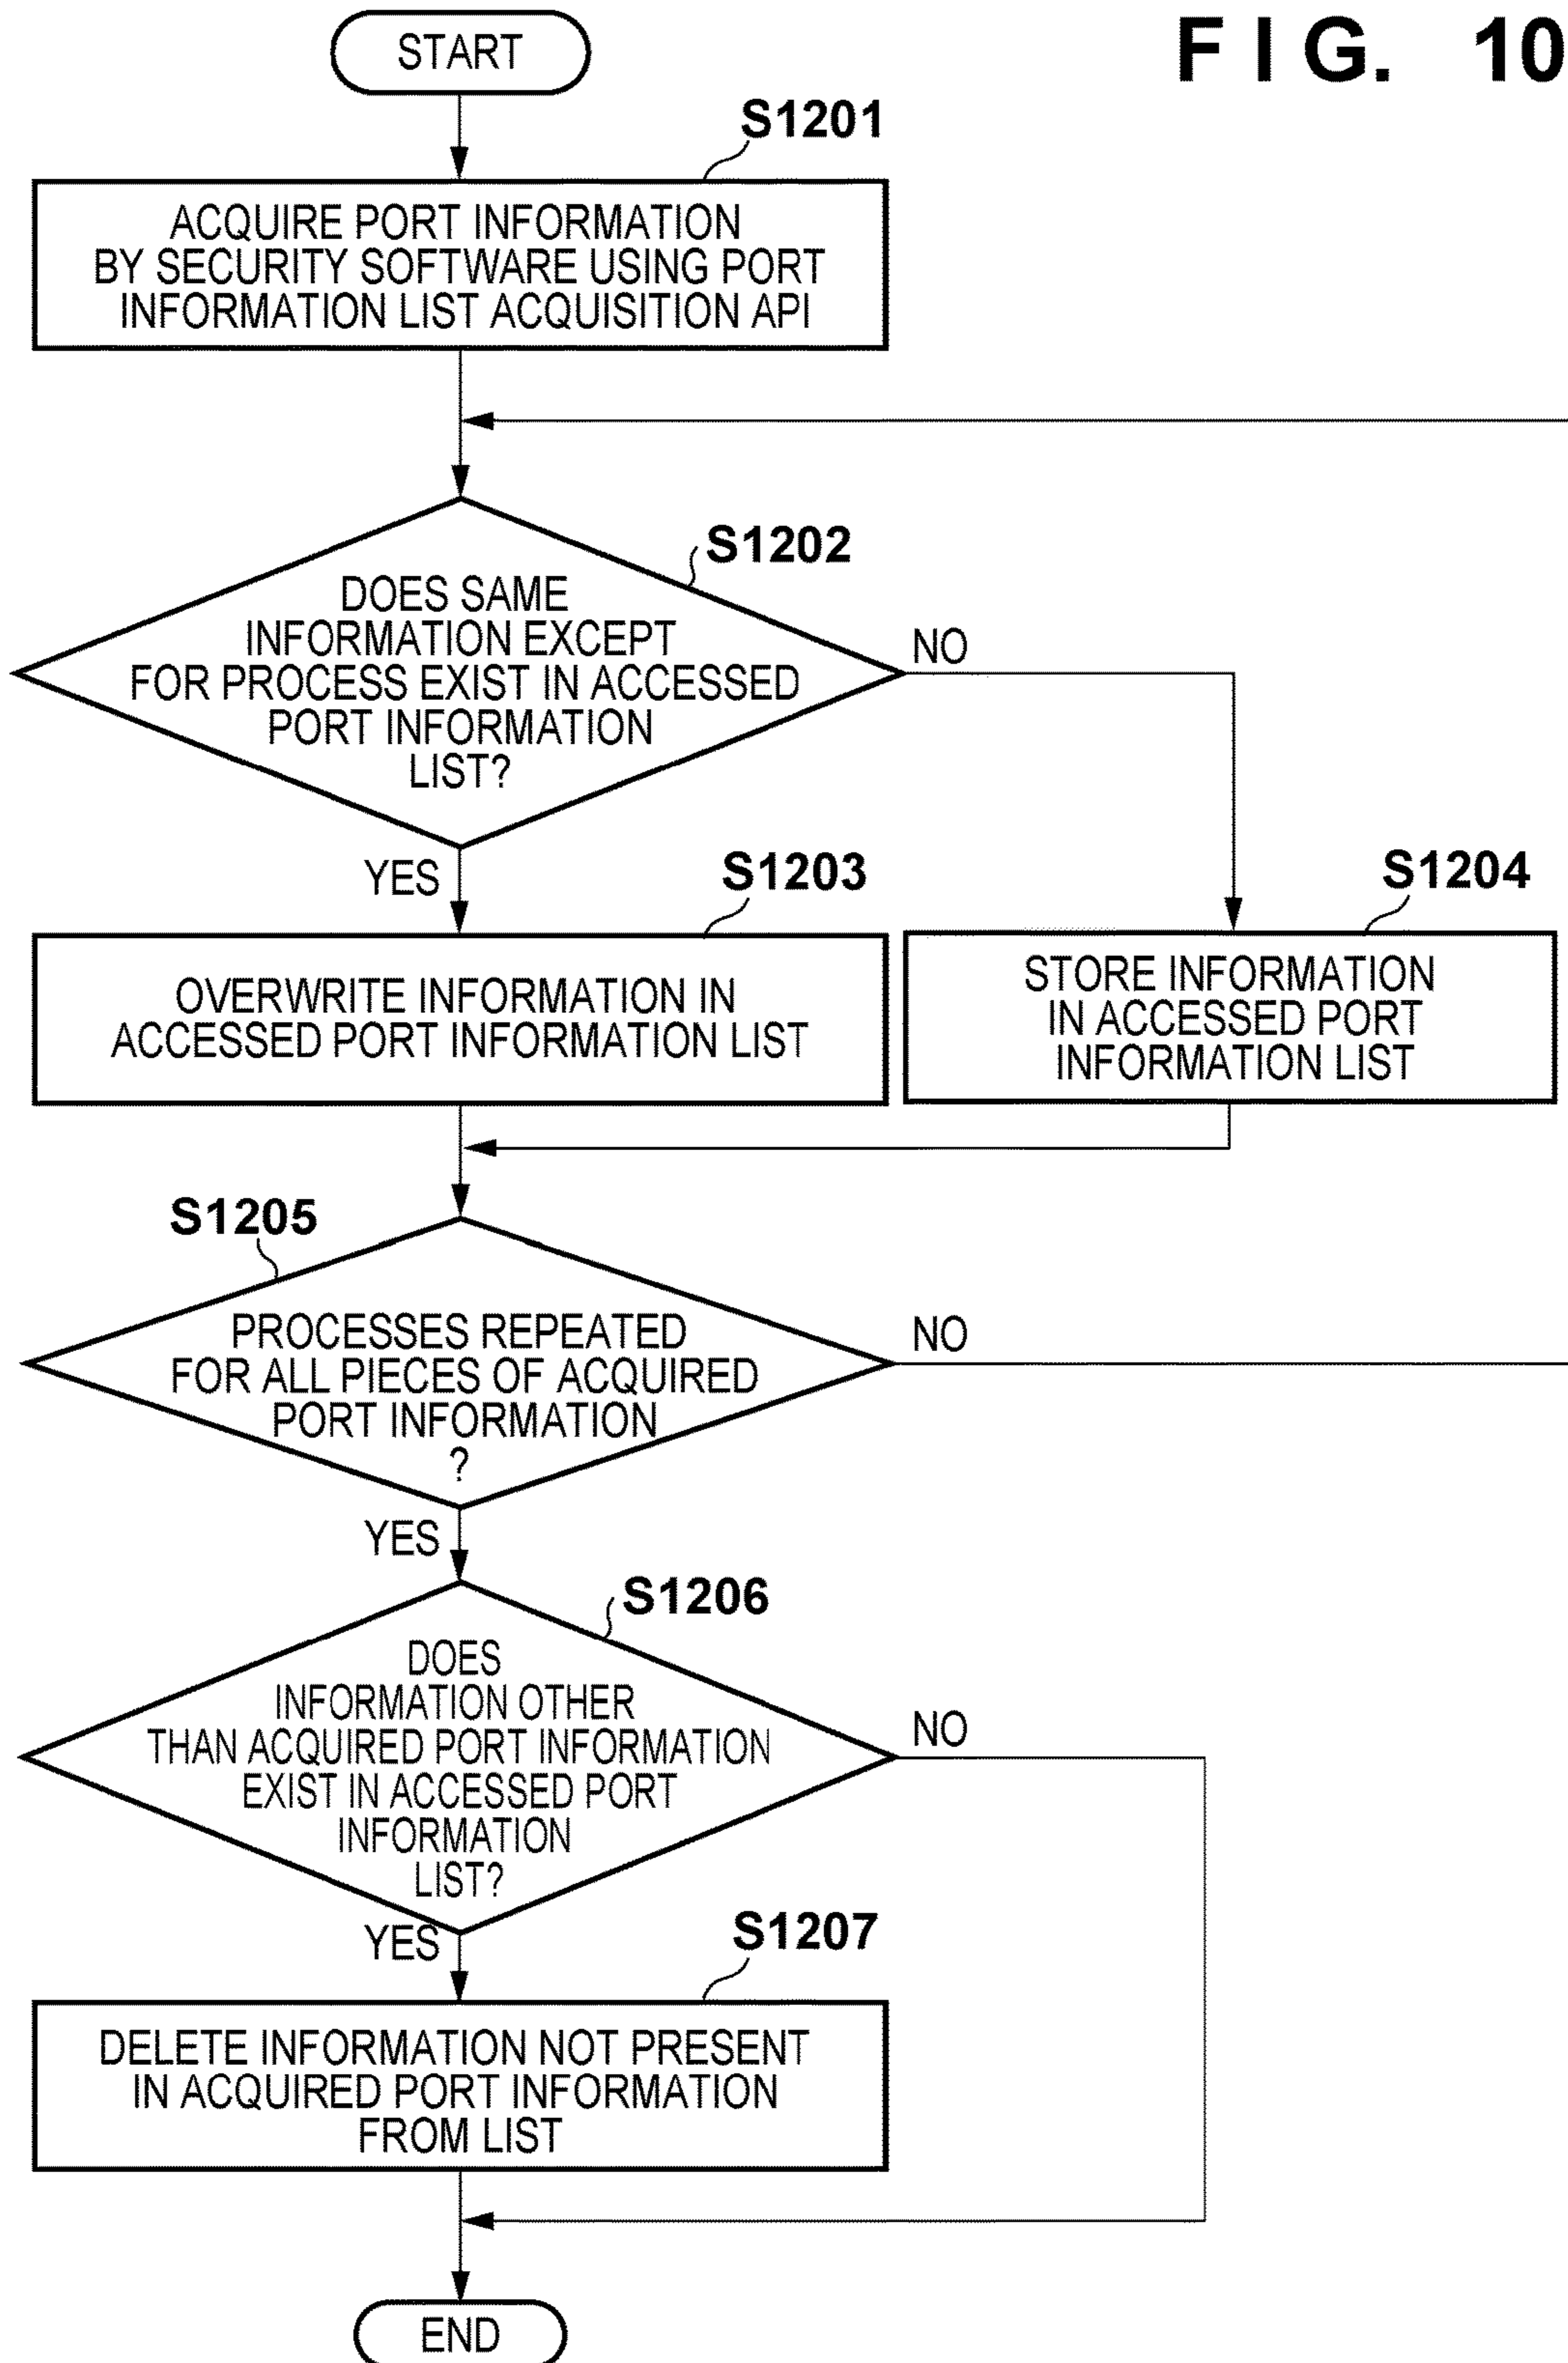 FIG. 10
START
S1201
ACQUIRE PORT INFORMATION
BY SECURITY SOFTWARE USING PORT
INFORMATION LIST ACQUISITION API
S1202
DOES SAME
INFORMATION EXCEPT
FOR PROCESS EXIST IN ACCESSED
PORT INFORMATION
LIST?
NO
YES
S1203
OVERWRITE INFORMATION IN
ACCESSED PORT INFORMATION LIST
S1204
STORE INFORMATION
IN ACCESSED PORT
INFORMATION LIST
S1205
PROCESSES REPEATED
FOR ALL PIECES OF ACQUIRED
PORT INFORMATION
?
NO
YES
S1206
DOES
INFORMATION OTHER
THAN ACQUIRED PORT INFORMATION
EXIST IN ACCESSED PORT
INFORMATION
LIST?
NO
YES
S1207
DELETE INFORMATION NOT PRESENT
IN ACQUIRED PORT INFORMATION
FROM LIST
END